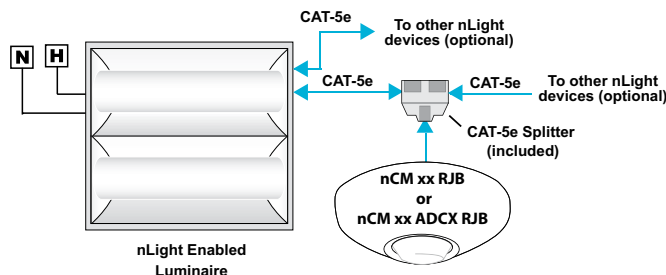 CAT-5e
To other nLight
devices (optional)
N
H
CAT-5e
CAT-5e
To other nLight
devices (optional)
CAT-5e Splitter
(included)
nCM xx RJB
or
nCM xx ADCX RJB
nLight Enabled
Luminaire